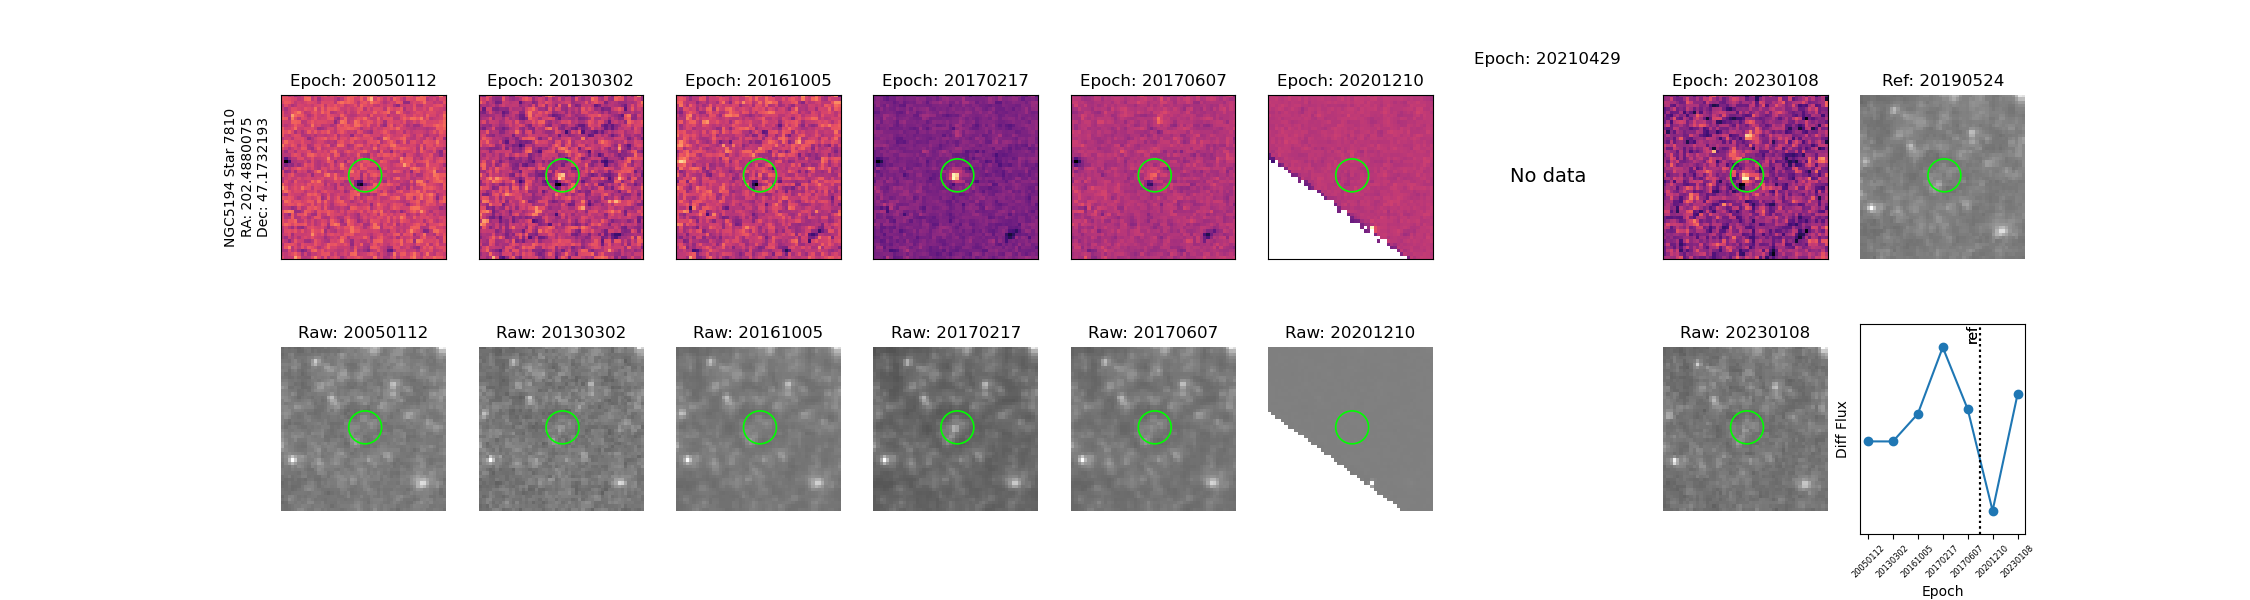 Epoch: 20210429
Epoch: 20050112
Epoch: 20130302
Epoch: 20161005
Epoch: 20170217
Epoch: 20170607
Epoch: 20201210
Epoch: 20230108
Ref: 20190524
NGC5194 Star 7810
RA: 202.4880075
Dec: 47.1732193
No data
Raw: 20050112
Raw: 20130302
Raw: 20161005
Raw: 20170217
Raw: 20170607
Raw: 20201210
Raw: 20230108
ref
Diff Flux
20050112
20130302
20161005
20170217
20170607
20201210
20230108
Epoch